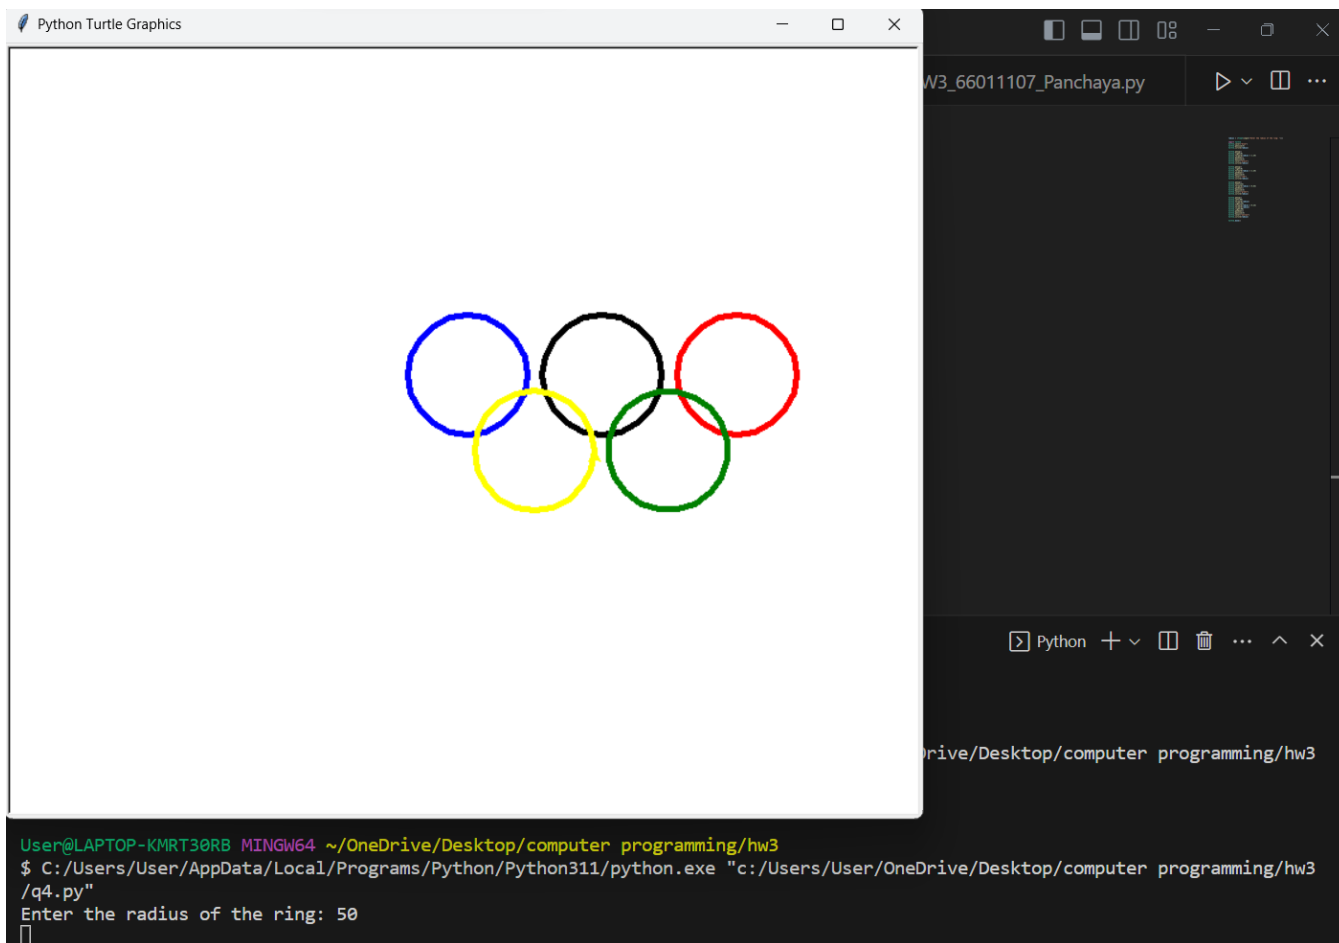 Python Turtle Graphics
W3_66011107_Panchaya.py
Python
Drive/Desktop/computer programming/hw3
User@LAPTOP-KMRT30RB MINGW64 ~/OneDrive/Desktop/computer programming/hw3
$ C:/Users/User/AppData/Local/Programs/Python/Python311/python.exe "c:/Users/User/OneDrive/Desktop/computer programming/hw3
/q4.py"
Enter the radius of the ring: 50